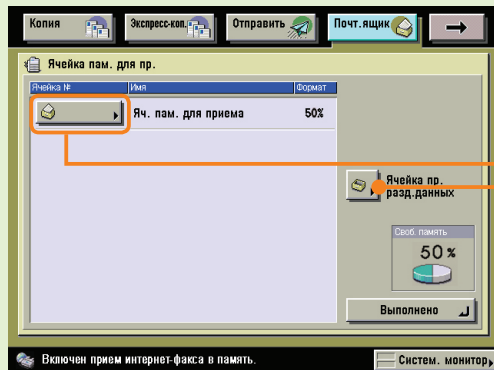 Копия
Экспресс-коп.
Отправить
Почт.ящик
Ячейка пам. для пр.
Ячейка №
Имя
Формат
Яч. пам. для приема
50%
Ячейка пр.
разд.данных
Своб. память
50 %
Выполнено
Включен прием интернет-факса в память.
Систем. монитор